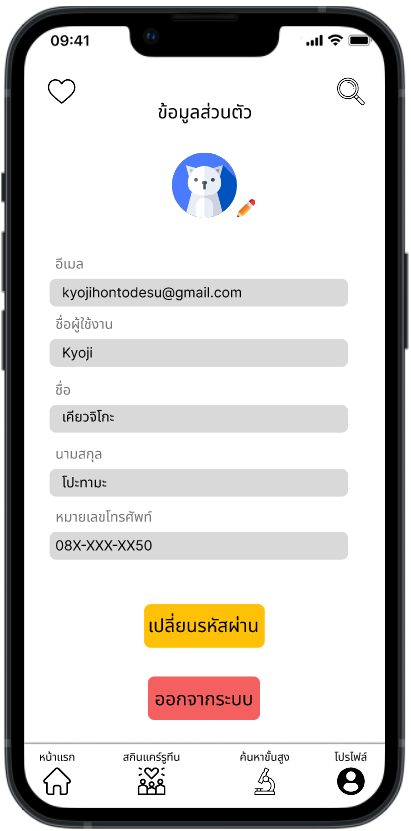 09:41
ข้อมูลส่วนตัว
อีเมล
kyojihontodesu@gmail.com
ชื่อผู้ใช้งาน
Kyoji
ชื่อ
เคียวจิโกะ
นามสกุล
โปะทามะ
หมายเลขโทรศัพท์
08X-XXX-XX50
เปลี่ยนรหัสผ่าน
ออกจากระบบ
หน้าแรก สกินแคร์รูทีน ค้นหาขั้นสูง โปรไฟล์